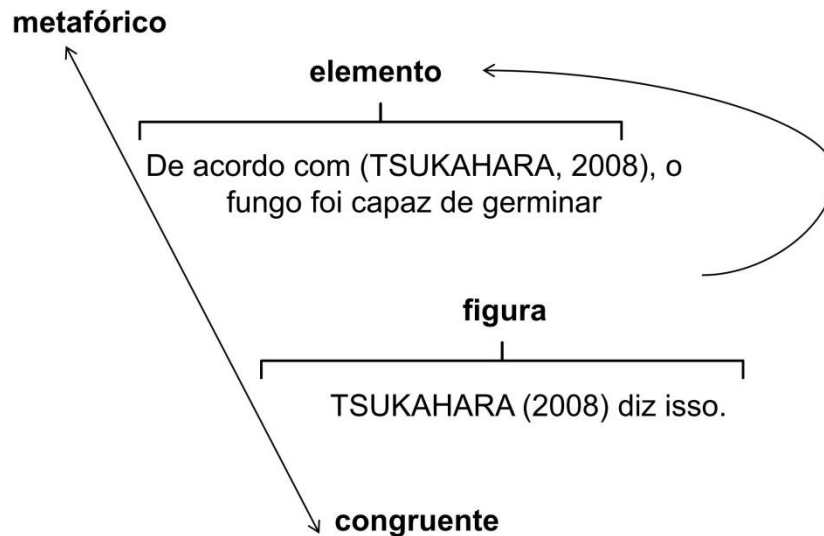 metafórico
elemento
De acordo com (TSUKAHARA, 2008), o
fungo foi capaz de germinar
figura
TSUKAHARA (2008) diz isso.
congruente